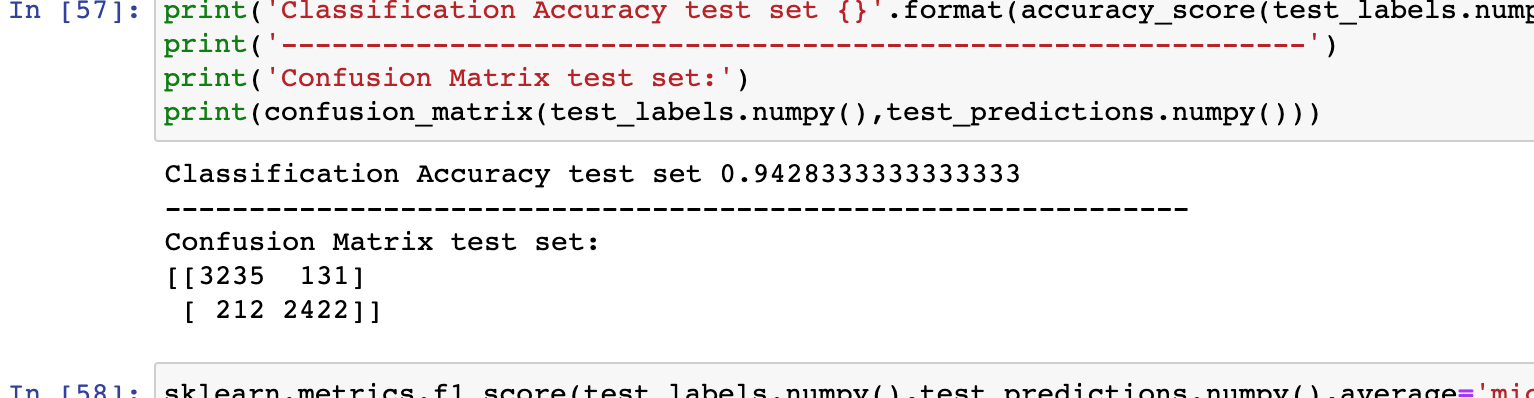 In [57]: print('Classification Accuracy test set {}'.format(accuracy_score(test_labels.nump
print('-------------------------------------------------------------')
print('Confusion Matrix test set:')
print(confusion_matrix(test_labels.numpy(),test_predictions.numpy()))
Classification Accuracy test set 0.9428333333333333
-------------------------------------------------------------
Confusion Matrix test set:
[[3235  131]
 [ 212 2422]]
In [58]: sklearn.metrics.f1_score(test_labels.numpy(),test_predictions.numpy(),average='mic